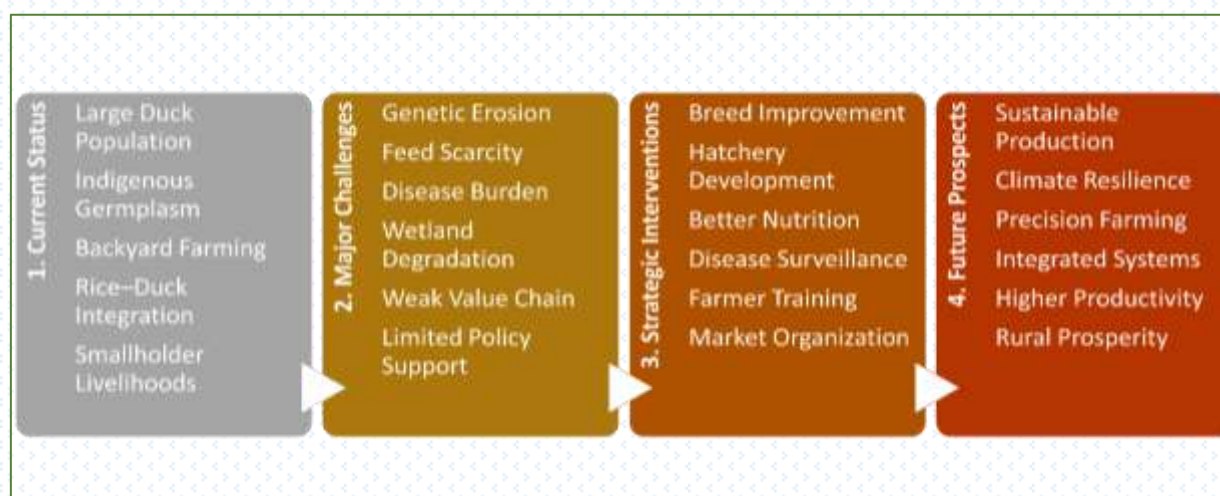 1. Current Status
Large Duck
Population
Indigenous
Germplasm
Backyard Farming
Rice–Duck
Integration
Smallholder
Livelihoods
2. Major Challenges
Genetic Erosion
Feed Scarcity
Disease Burden
Wetland
Degradation
Weak Value Chain
Limited Policy
Support
3. Strategic Interventions
Breed Improvement
Hatchery
Development
Better Nutrition
Disease Surveillance
Farmer Training
Market Organization
4. Future Prospects
Sustainable
Production
Climate Resilience
Precision Farming
Integrated Systems
Higher Productivity
Rural Prosperity